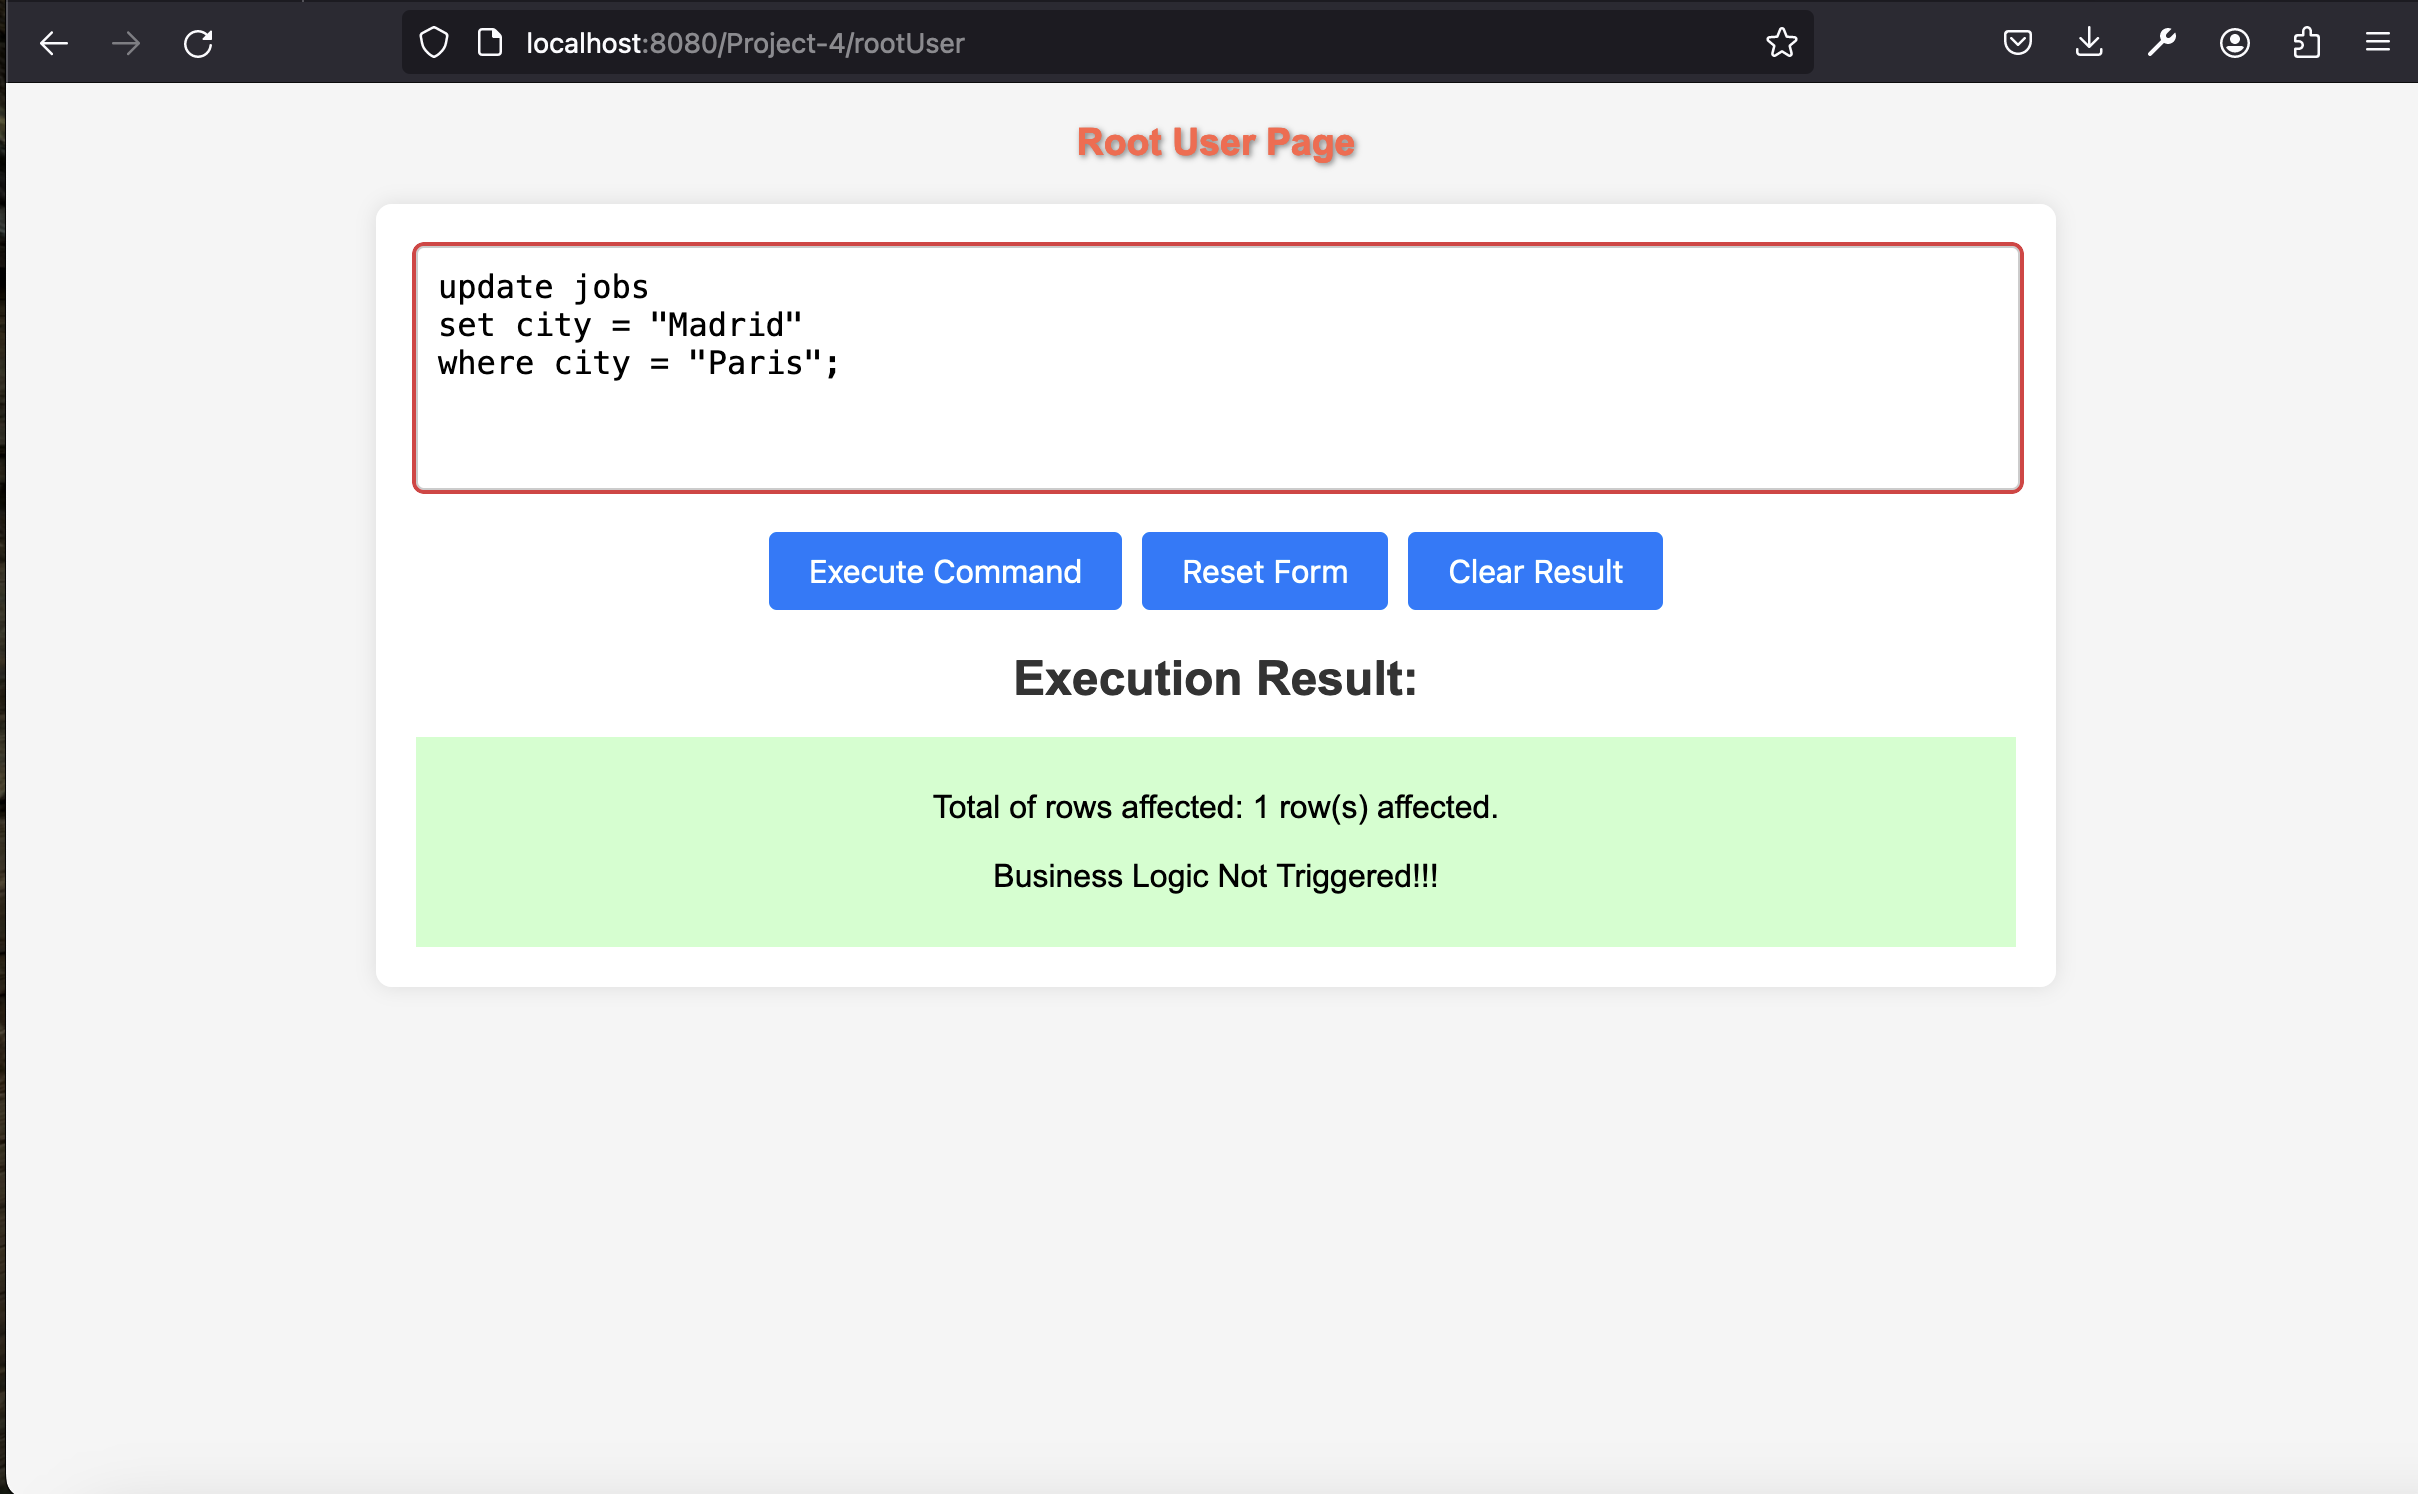 localhost:8080/Project-4/rootUser
Root User Page
update jobs
set city = "Madrid"
where city = "Paris";
Execute Command
Reset Form
Clear Result
Execution Result:
Total of rows affected: 1 row(s) affected.
Business Logic Not Triggered!!!